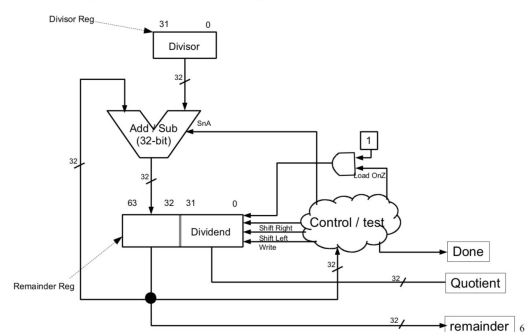 Divisor Reg
31 0
Divisor
32
32
SnA
Add / Sub
(32-bit)
1
32
Load OnZ
63 32 31 0
Dividend
Shift Right
Shift Left
Write
Control / test
Done
32
32
Quotient
Remainder Reg
32
remainder
6